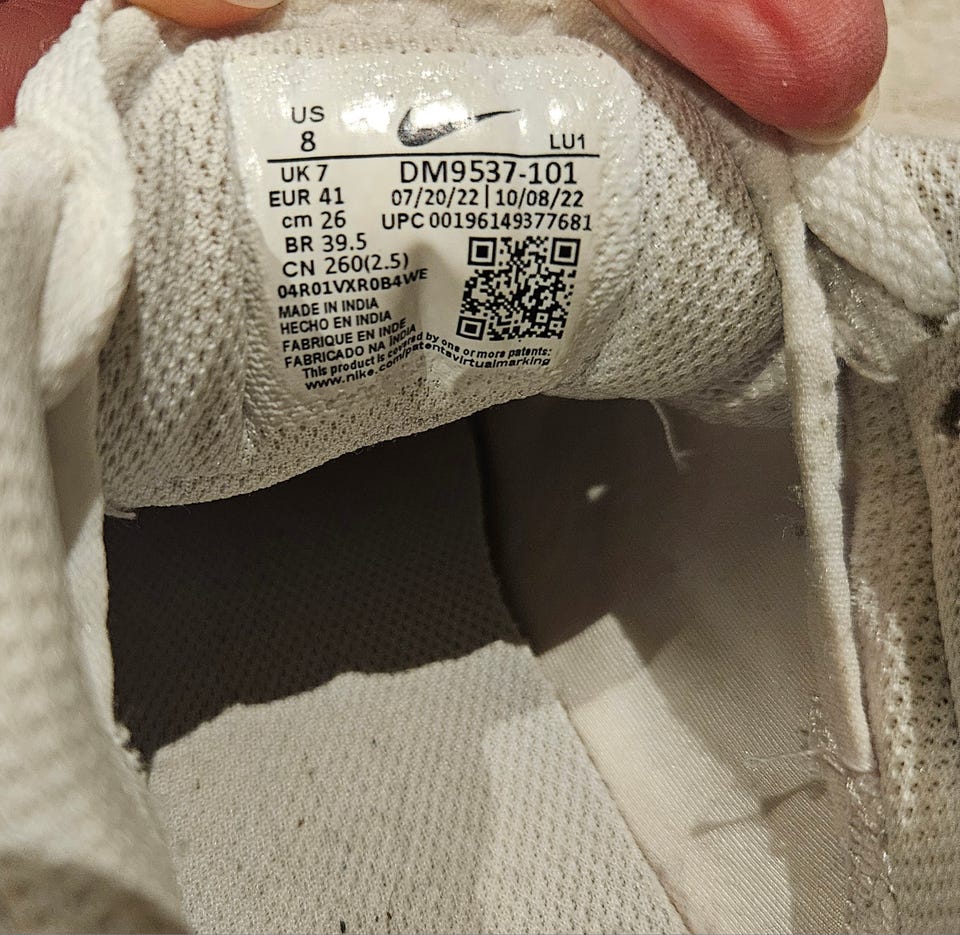 US
8
LU1
UK 7
DM9537-101
EUR 41
07/20/22 | 10/08/22
cm 26
UPC 00196149377681
BR 39.5
CN 260(2.5)
04R01VXR0B4WE
MADE IN INDIA
HECHO EN INDIA
FABRIQUE EN INDE
FABRICADO NA INDIA
This product is covered by one or more patents:
www.nike.com/patentavirtualmarking